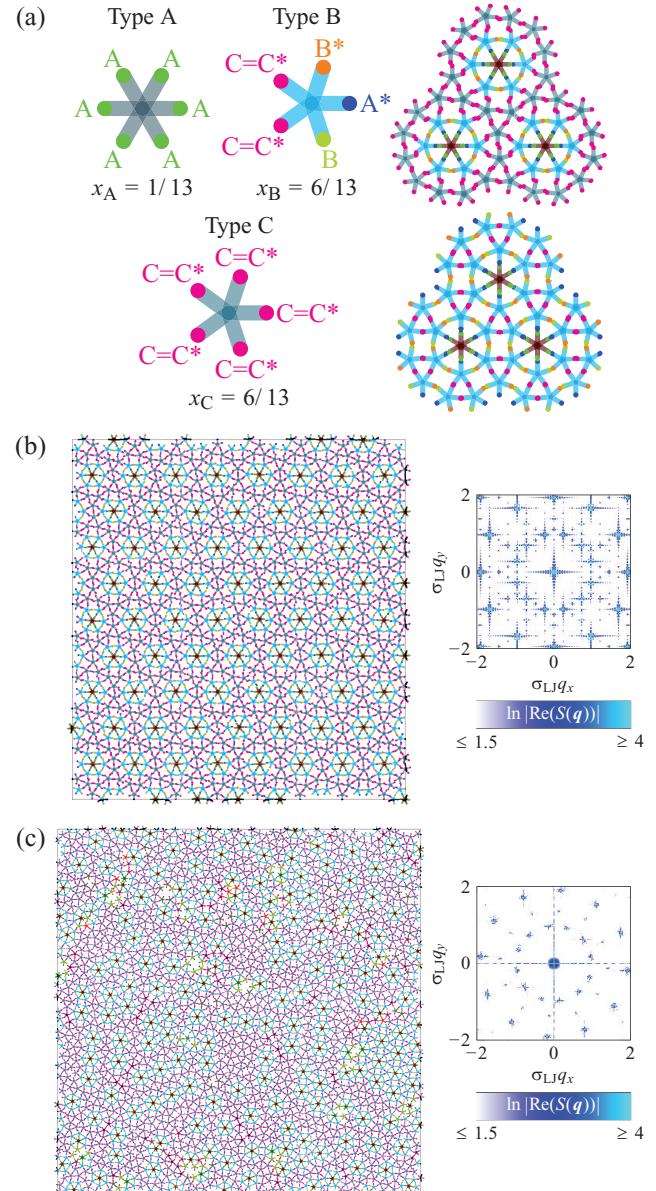 (a)
Type A
A
A
A
A
A
A
x_A = 1/13
Type B
B*
C=C*
A*
C=C*
B
x_B = 6/13
Type C
C=C*
C=C*
C=C*
C=C*
C=C*
x_C = 6/13
(b)
2
0
−2
σ_LJ q_y
−2
0
2
σ_LJ q_x
ln |Re(S(q))|
≤ 1.5
≥ 4
(c)
2
0
−2
σ_LJ q_y
−2
0
2
σ_LJ q_x
ln |Re(S(q))|
≤ 1.5
≥ 4